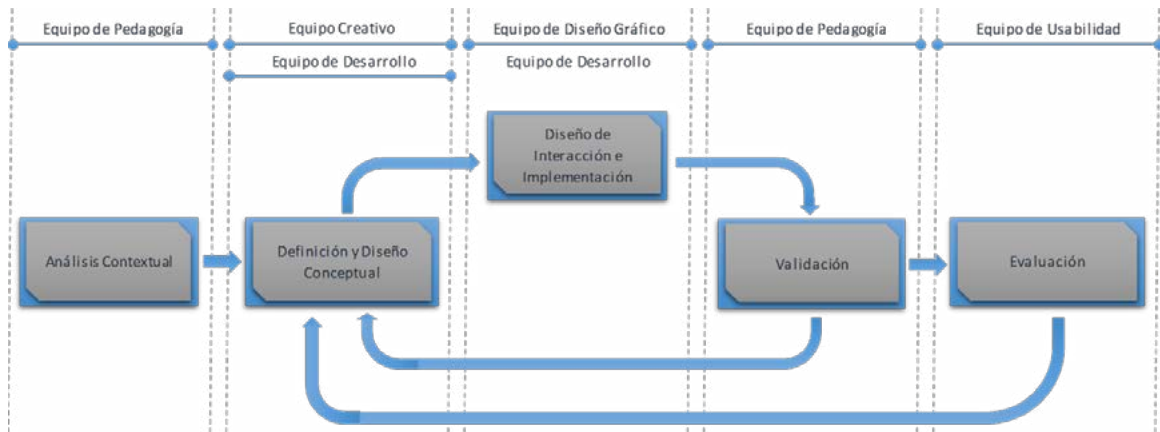 Equipo de Pedagogía
Equipo Creativo
Equipo de Diseño Gráfico
Equipo de Pedagogía
Equipo de Usabilidad
Equipo de Desarrollo
Equipo de Desarrollo
Diseño de
Interacción e
Implementación
Análisis Contextual
Definición y Diseño
Conceptual
Validación
Evaluación